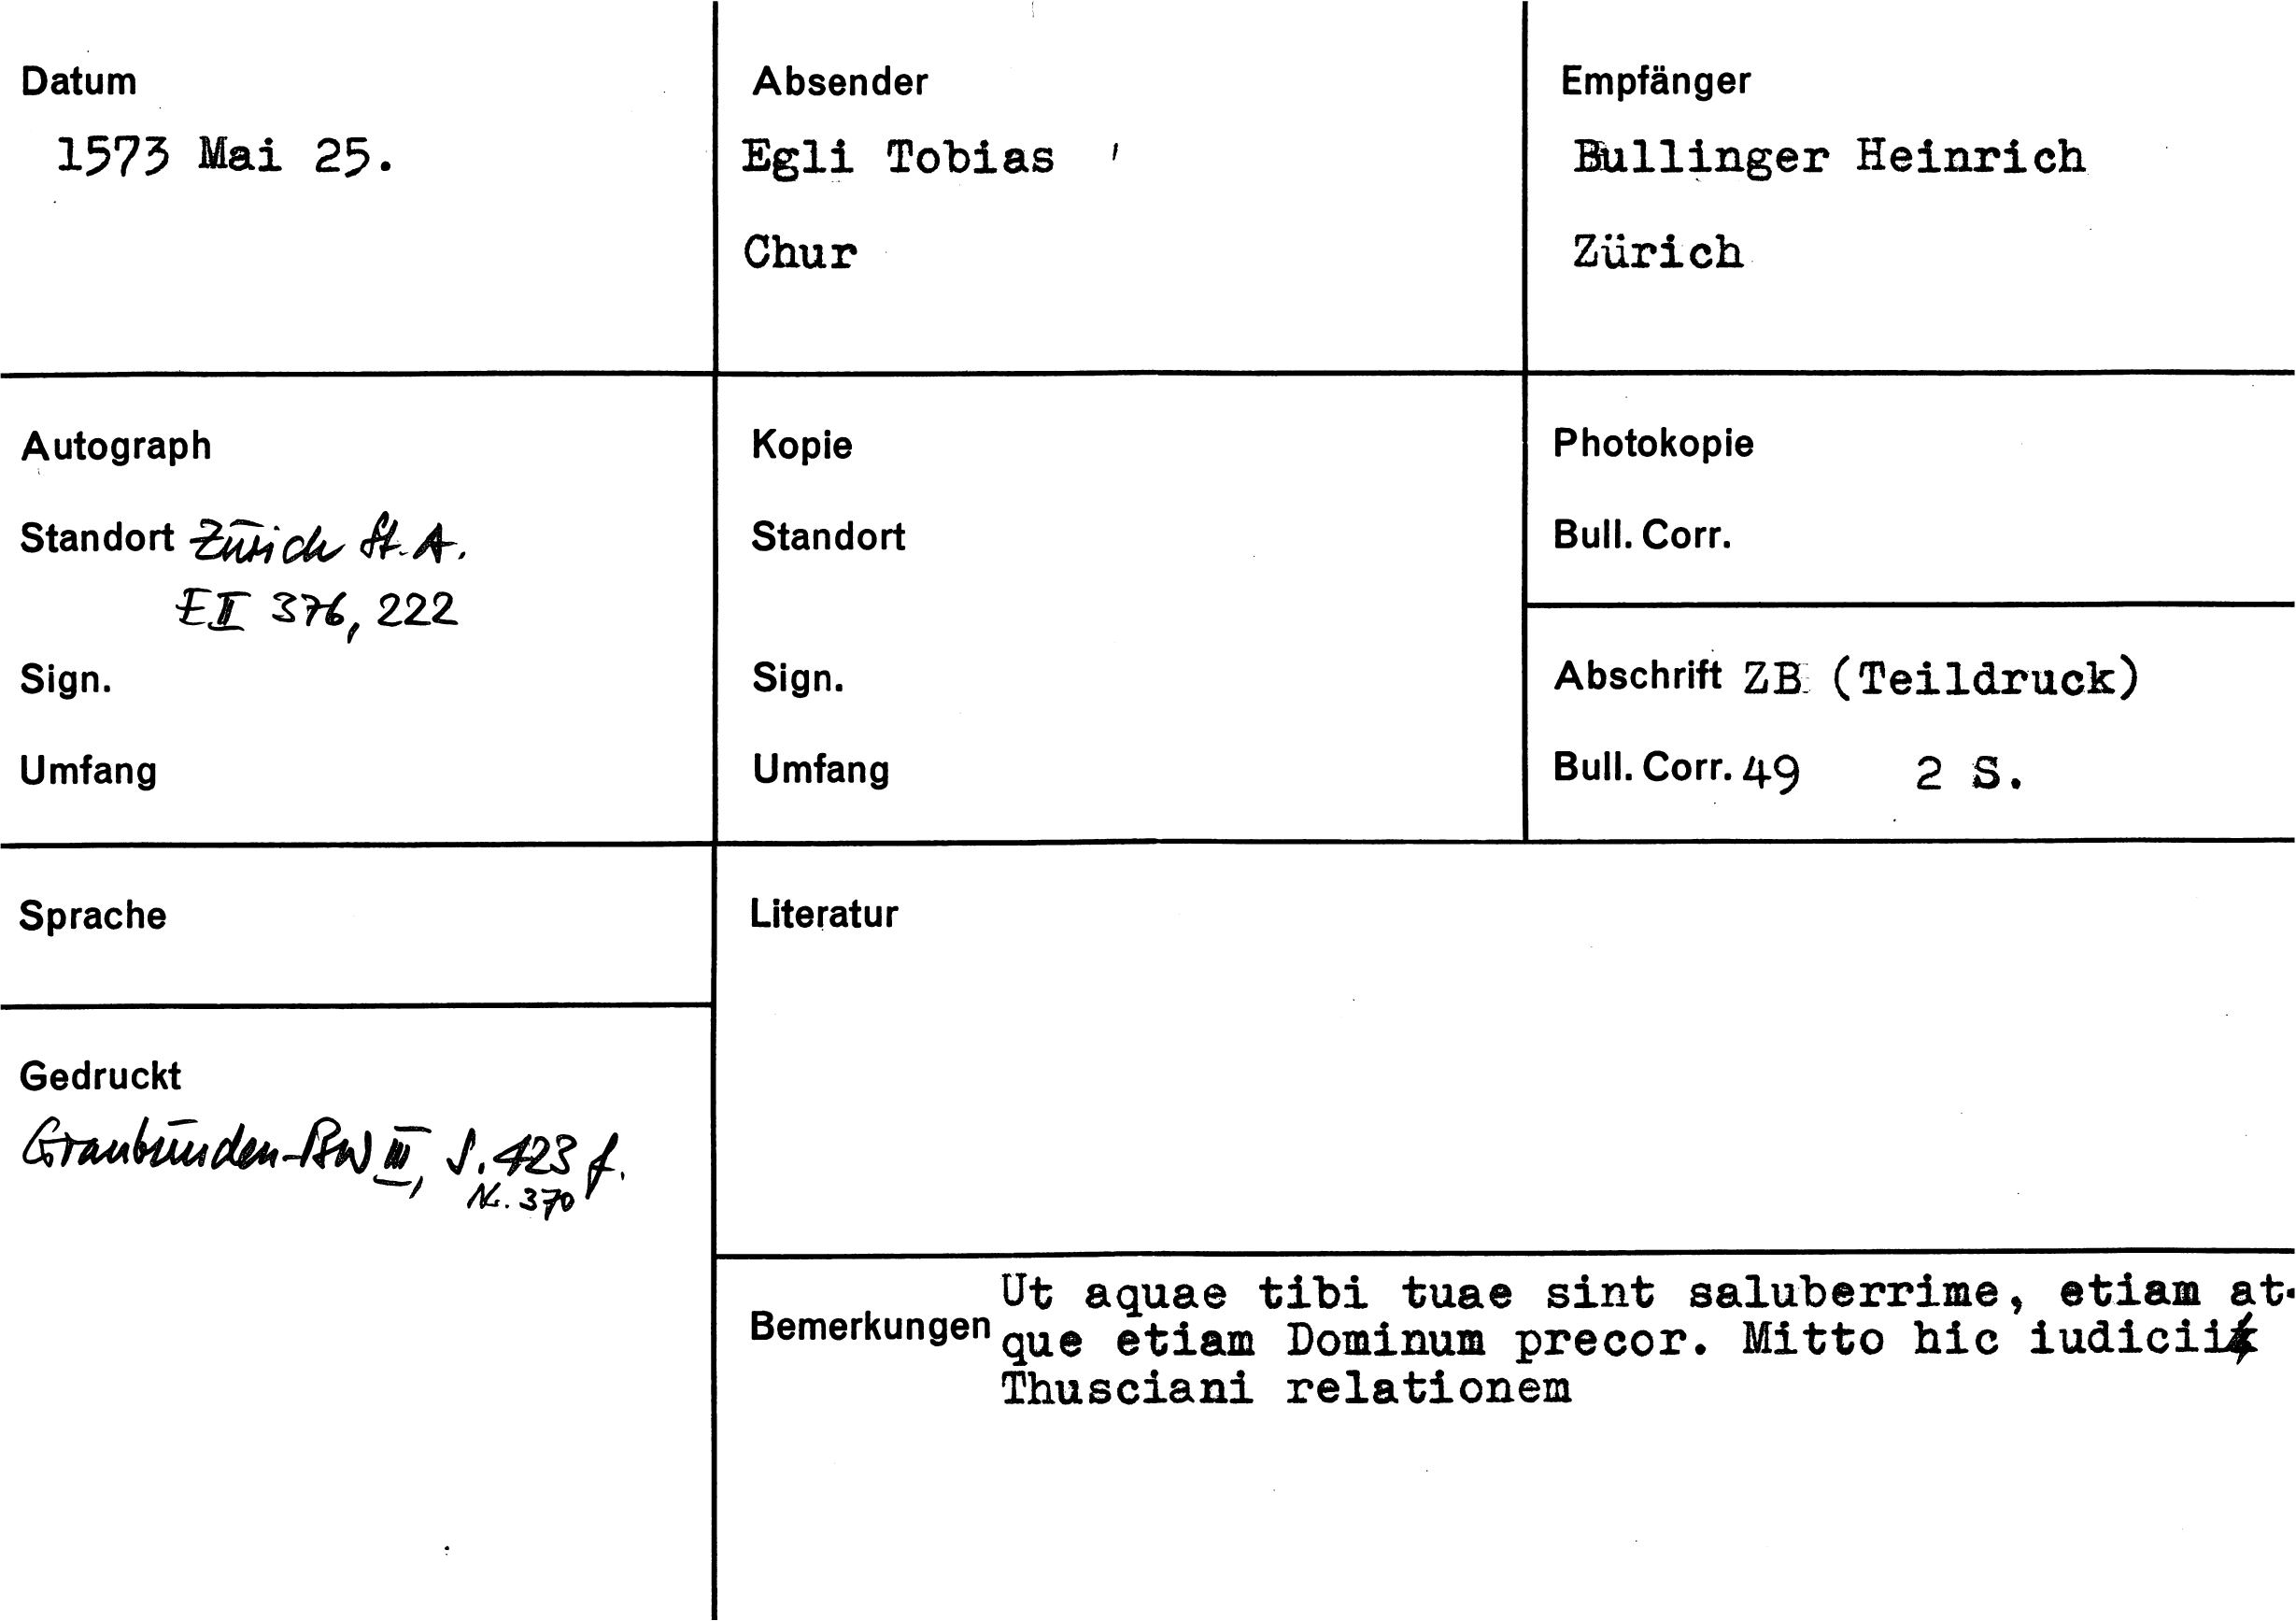 Datum
1573 Mai 25.
Absender
Egli Tobias
Chur
Empfänger
Bullinger Heinrich
Zürich
Autograph
Standort Zürich St. A.
E II 376, 222
Sign.
Umfang
Kopie
Standort
Sign.
Umfang
Photokopie
Bull. Corr.
Abschrift ZB (Teildruck)
Bull. Corr. 49 2 S.
Sprache
Gedruckt
Graubünden-BW III, S. 423 f.
Nr. 370
Literatur
Bemerkungen
Ut aquae tibi tuae sint saluberrime, etiam at-
que etiam Dominum precor. Mitto hic iudicii
Thusciani relationem